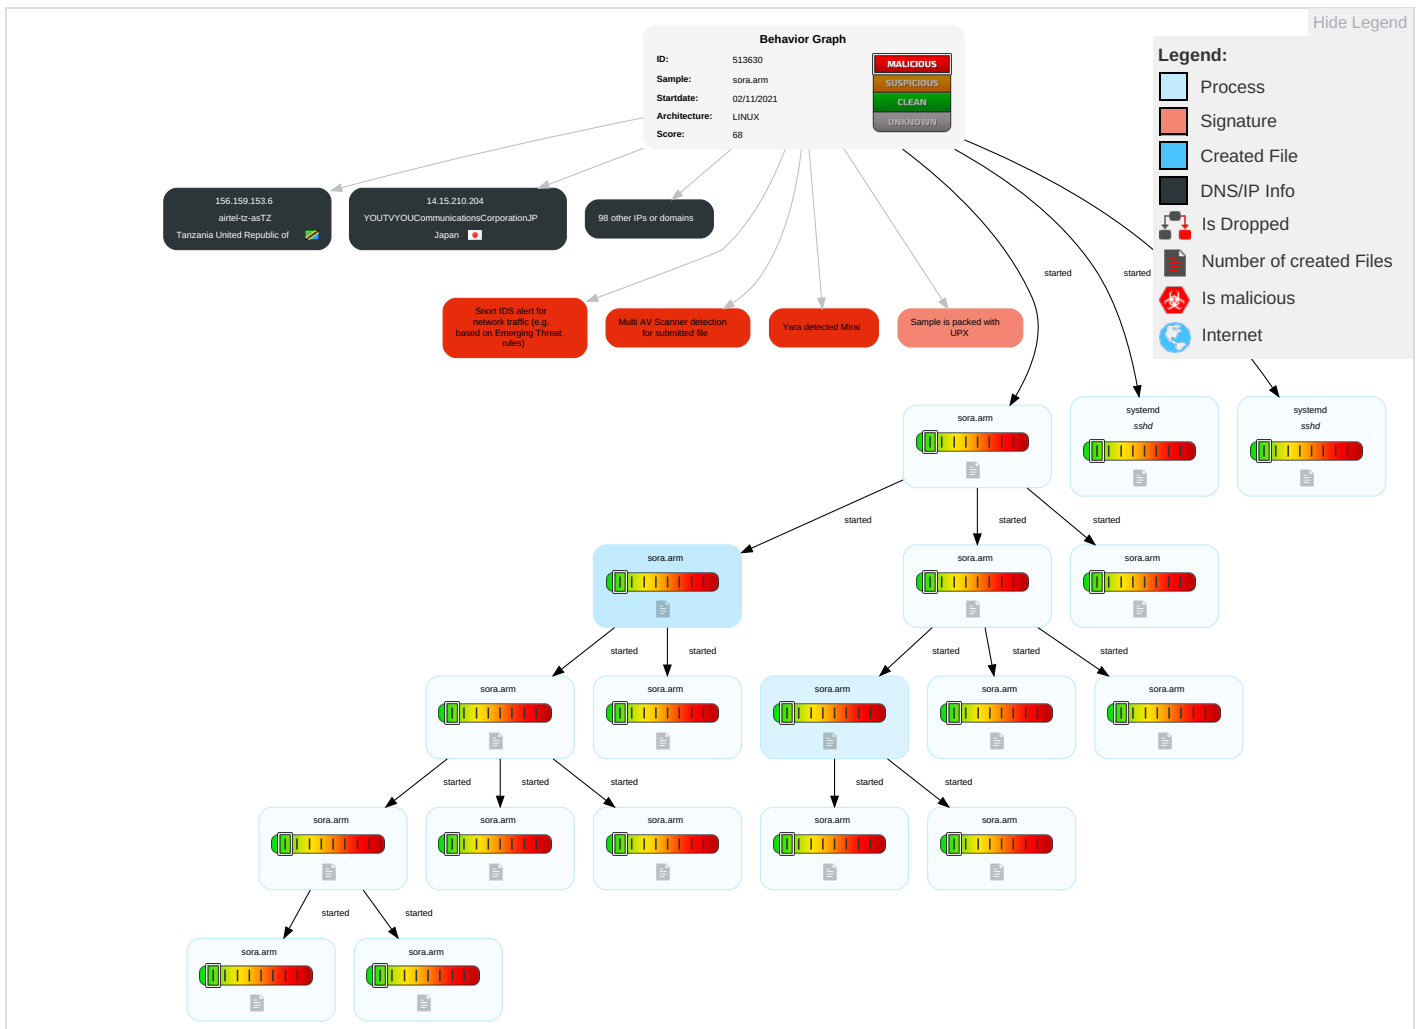 Hide Legend
Behavior Graph
ID: 513630
Sample: sora.arm
Startdate: 02/11/2021
Architecture: LINUX
Score: 68
MALICIOUS
SUSPICIOUS
CLEAN
UNKNOWN
Legend:
Process
Signature
Created File
DNS/IP Info
Is Dropped
Number of created Files
Is malicious
Internet
156.159.153.6
airtel-tz-asTZ
Tanzania United Republic of
14.15.210.204
YOUTVYOUCommunicationsCorporationJP
Japan
98 other IPs or domains
started
started
Snort IDS alert for
network traffic (e.g.
based on Emerging Threat
rules)
Multi AV Scanner detection
for submitted file
Yara detected Mirai
Sample is packed with
UPX
sora.arm
systemd
sshd
systemd
sshd
started
started
started
sora.arm
sora.arm
sora.arm
started
started
started
started
started
sora.arm
sora.arm
sora.arm
sora.arm
sora.arm
started
started
started
started
started
sora.arm
sora.arm
sora.arm
sora.arm
sora.arm
started
started
sora.arm
sora.arm